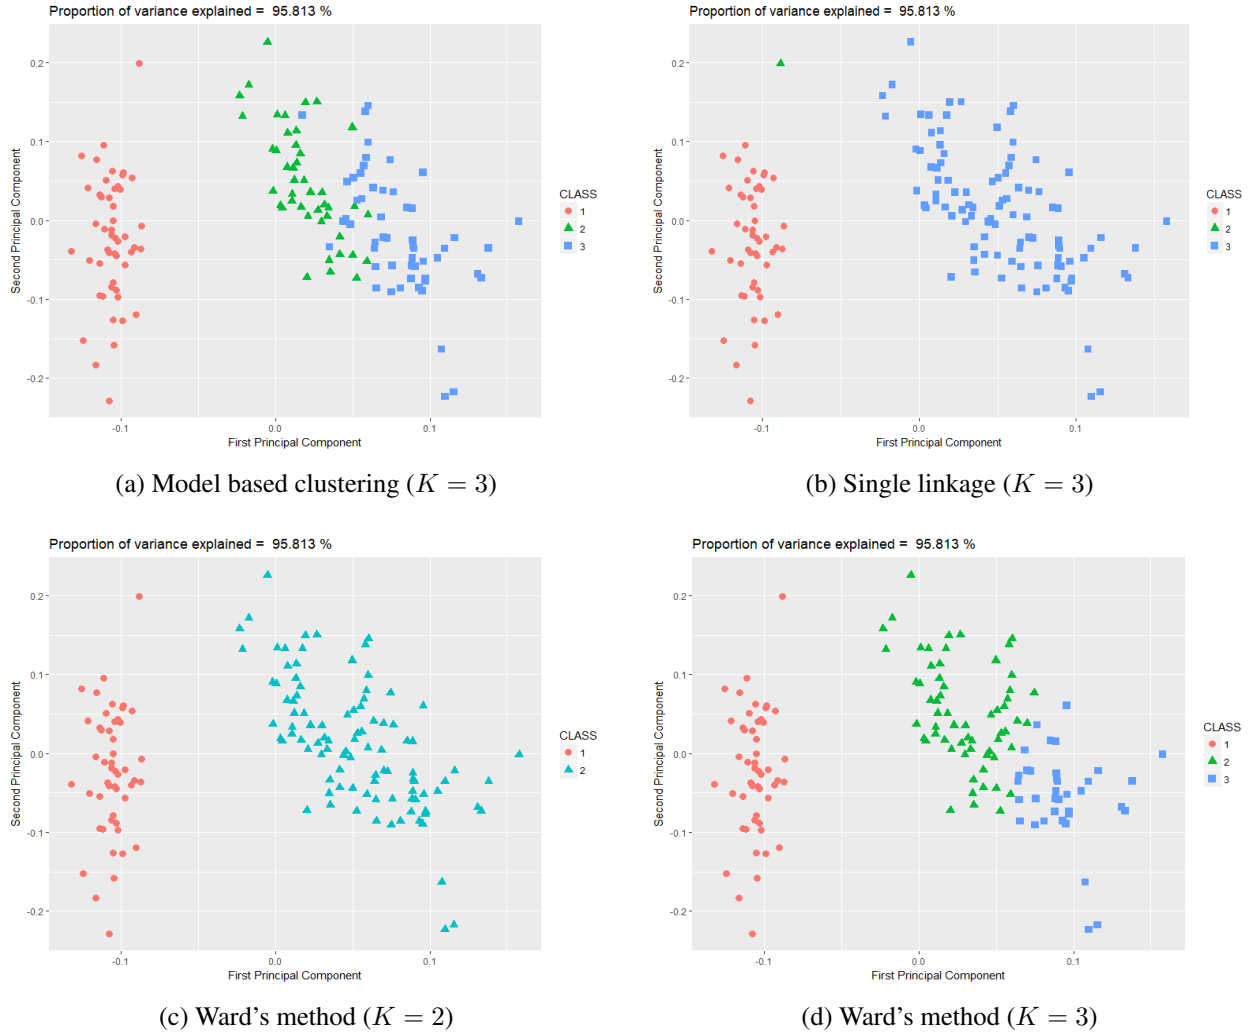 Proportion of variance explained = 95.813 %
Second Principal Component
0.2
0.1
0.0
-0.1
-0.2
-0.1
0.0
0.1
First Principal Component
CLASS
1
2
3
(a) Model based clustering (K = 3)
Proportion of variance explained = 95.813 %
Second Principal Component
0.2
0.1
0.0
-0.1
-0.2
-0.1
0.0
0.1
First Principal Component
CLASS
1
2
3
(b) Single linkage (K = 3)
Proportion of variance explained = 95.813 %
Second Principal Component
0.2
0.1
0.0
-0.1
-0.2
-0.1
0.0
0.1
First Principal Component
CLASS
1
2
(c) Ward's method (K = 2)
Proportion of variance explained = 95.813 %
Second Principal Component
0.2
0.1
0.0
-0.1
-0.2
-0.1
0.0
0.1
First Principal Component
CLASS
1
2
3
(d) Ward's method (K = 3)